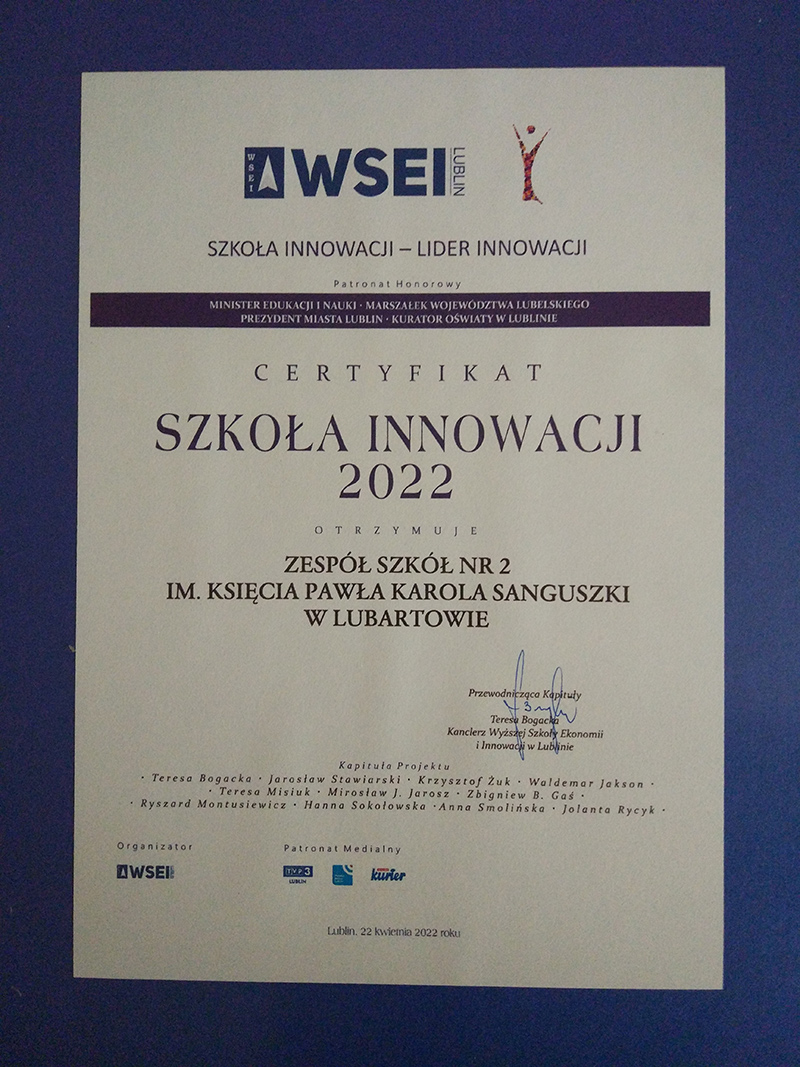 WSEI
WSEI LUBLIN
SZKOŁA INNOWACJI – LIDER INNOWACJI
Patronat Honorowy
MINISTER EDUKACJI I NAUKI · MARSZAŁEK WOJEWÓDZTWA LUBELSKIEGO
PREZYDENT MIASTA LUBLIN · KURATOR OŚWIATY W LUBLINIE
CERTYFIKAT
SZKOŁA INNOWACJI
2022
OTRZYMUJE
ZESPÓŁ SZKÓŁ NR 2
IM. KSIĘCIA PAWŁA KAROLA SANGUSZKI
W LUBARTOWIE
Przewodnicząca Kapituły
Teresa Bogacka
Kanclerz Wyższej Szkoły Ekonomii
i Innowacji w Lublinie
Kapituła Projektu
· Teresa Bogacka · Jarosław Stawiarski · Krzysztof Żuk · Waldemar Jakson ·
· Teresa Misiuk · Mirosław J. Jarosz · Zbigniew B. Gaś ·
· Ryszard Montusiewicz · Hanna Sokołowska · Anna Smolińska · Jolanta Rycyk ·
Organizator
WSEI
Patronat Medialny
TVP3
LUBLIN
kurier
Lublin, 22 kwietnia 2022 roku